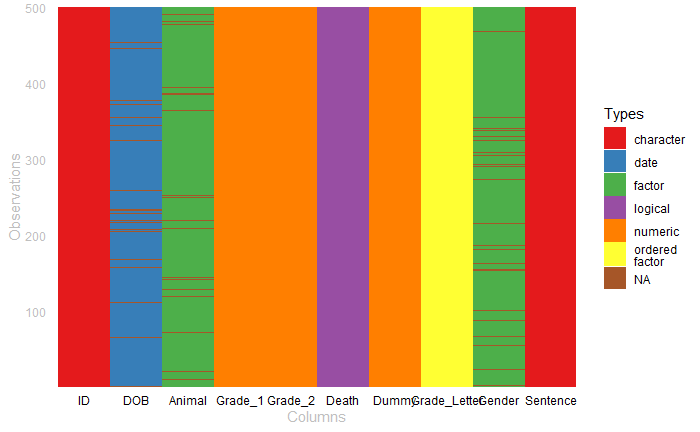 500
400
300
200
100
Observations
ID DOB Animal Grade_1 Grade_2 Death Dummy Grade_Letter Gender Sentence
Columns
Types
character
date
factor
logical
numeric
ordered
factor
NA